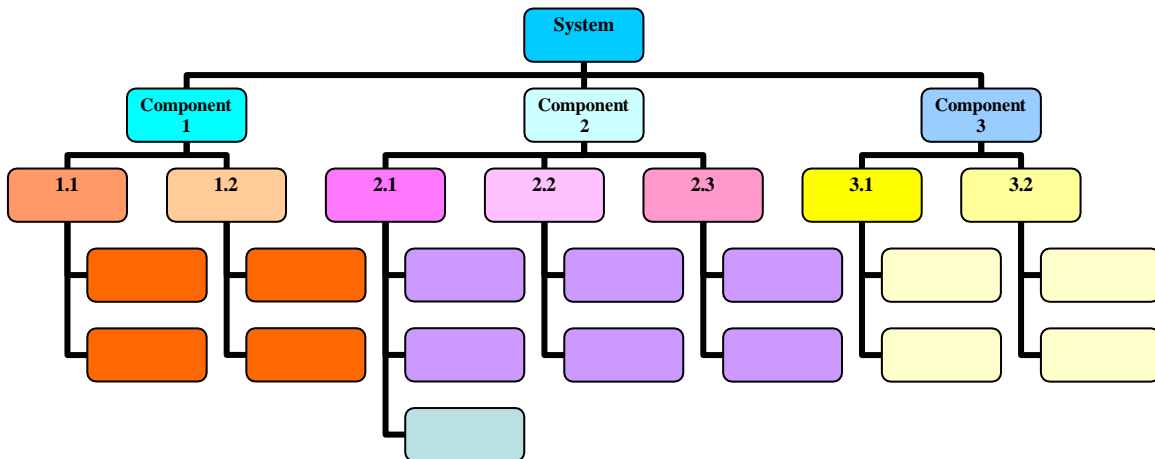 System
Component
1
Component
2
Component
3
1.1
1.2
2.1
2.2
2.3
3.1
3.2